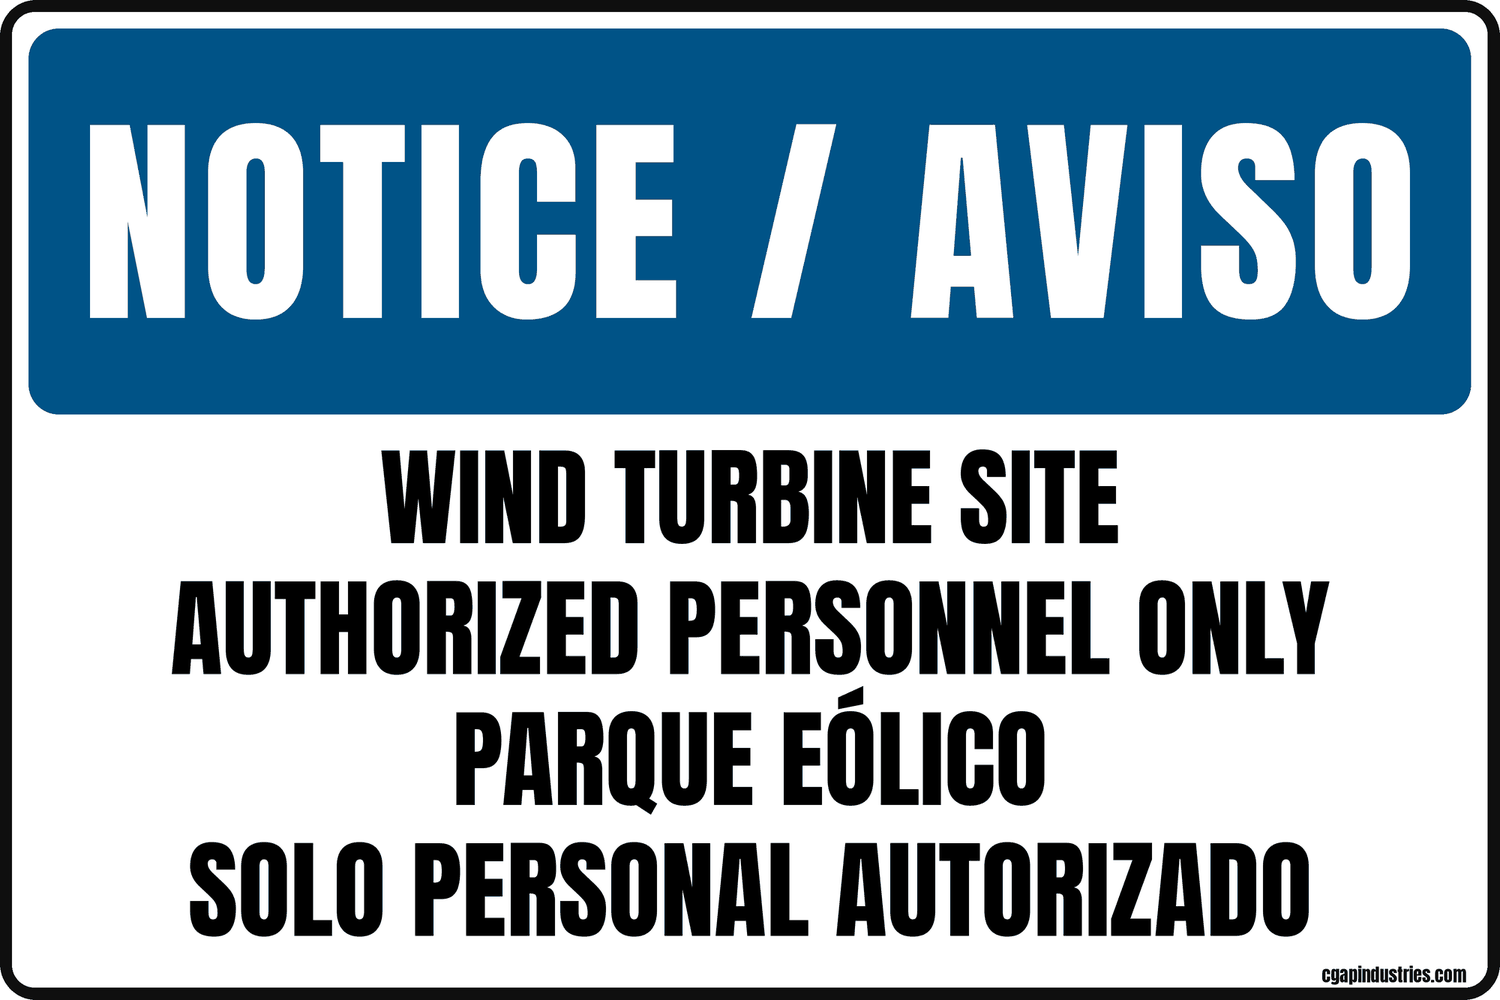 NOTICE / AVISO
WIND TURBINE SITE
AUTHORIZED PERSONNEL ONLY
PARQUE EÓLICO
SOLO PERSONAL AUTORIZADO
cgapindustries.com